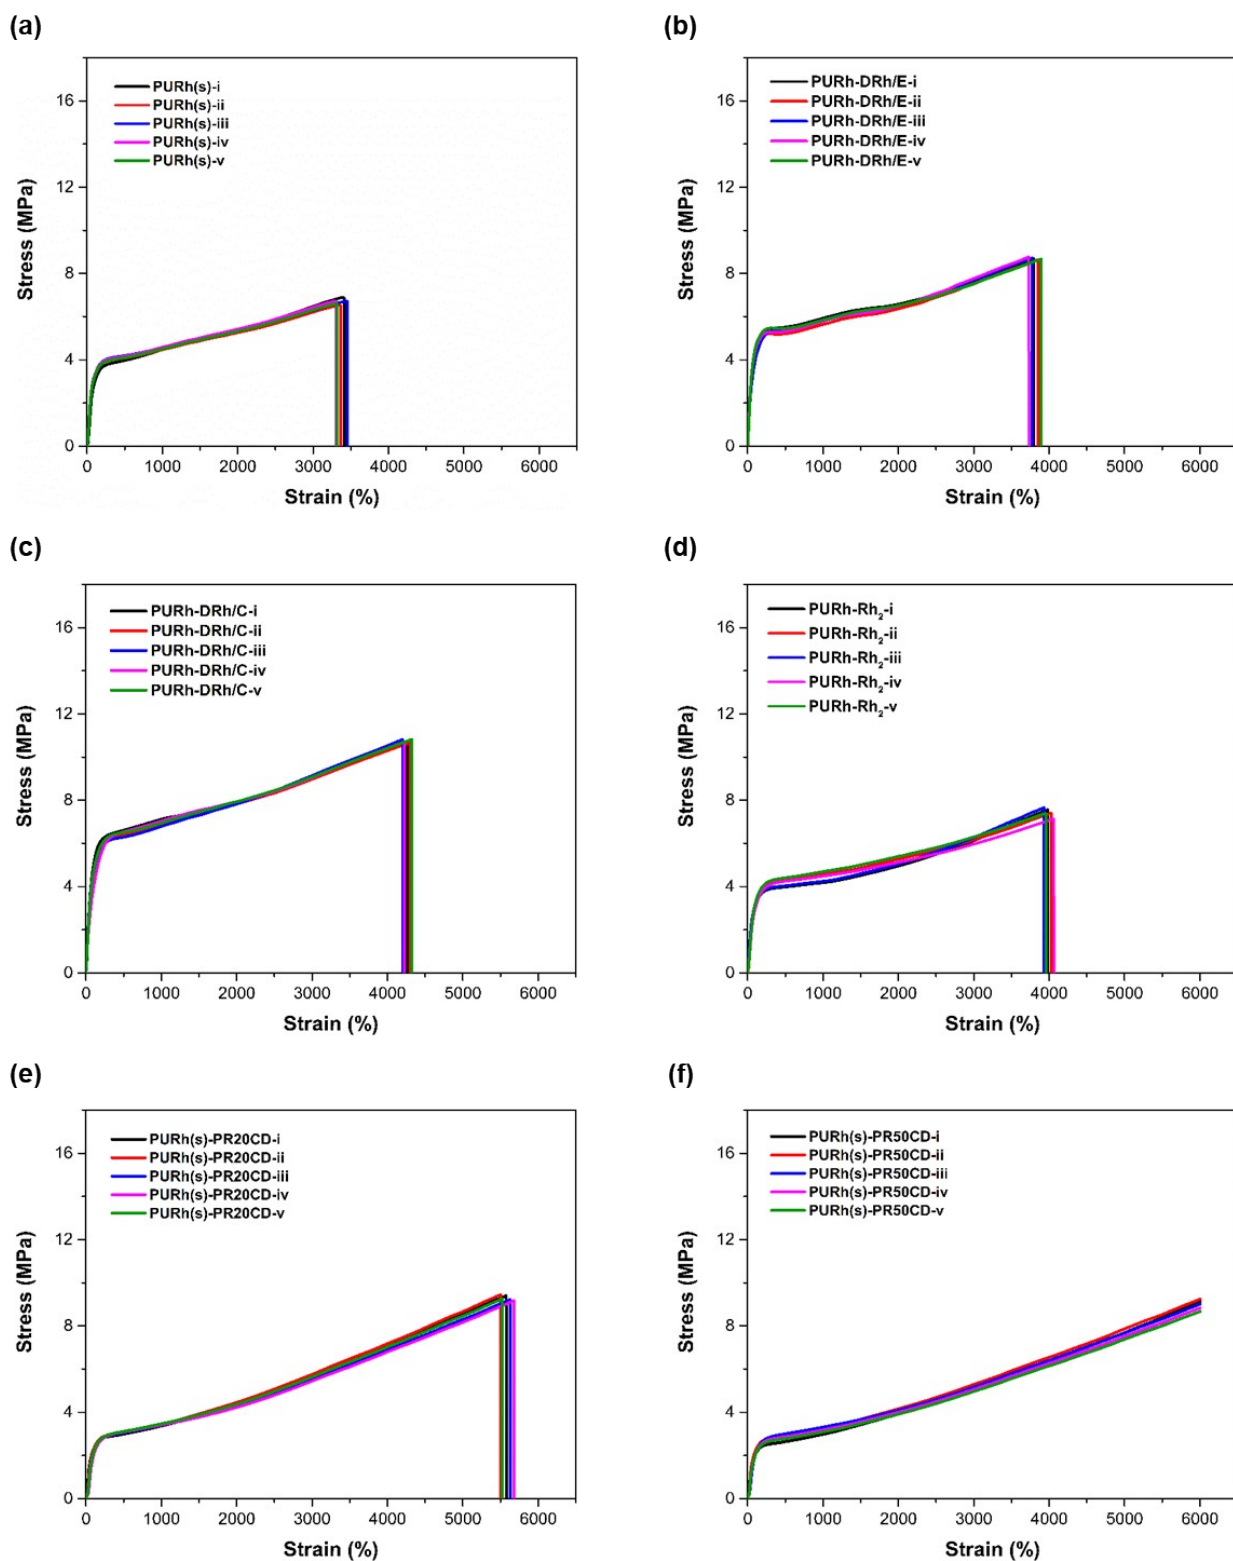 (a)
PURh(s)-i
PURh(s)-ii
PURh(s)-iii
PURh(s)-iv
PURh(s)-v
Stress (MPa)
16
12
8
4
0
0 1000 2000 3000 4000 5000 6000
Strain (%)
(b)
PURh-DRh/E-i
PURh-DRh/E-ii
PURh-DRh/E-iii
PURh-DRh/E-iv
PURh-DRh/E-v
Stress (MPa)
16
12
8
4
0
0 1000 2000 3000 4000 5000 6000
Strain (%)
(c)
PURh-DRh/C-i
PURh-DRh/C-ii
PURh-DRh/C-iii
PURh-DRh/C-iv
PURh-DRh/C-v
Stress (MPa)
16
12
8
4
0
0 1000 2000 3000 4000 5000 6000
Strain (%)
(d)
PURh-Rh₂-i
PURh-Rh₂-ii
PURh-Rh₂-iii
PURh-Rh₂-iv
PURh-Rh₂-v
Stress (MPa)
16
12
8
4
0
0 1000 2000 3000 4000 5000 6000
Strain (%)
(e)
PURh(s)-PR20CD-i
PURh(s)-PR20CD-ii
PURh(s)-PR20CD-iii
PURh(s)-PR20CD-iv
PURh(s)-PR20CD-v
Stress (MPa)
16
12
8
4
0
0 1000 2000 3000 4000 5000 6000
Strain (%)
(f)
PURh(s)-PR50CD-i
PURh(s)-PR50CD-ii
PURh(s)-PR50CD-iii
PURh(s)-PR50CD-iv
PURh(s)-PR50CD-v
Stress (MPa)
16
12
8
4
0
0 1000 2000 3000 4000 5000 6000
Strain (%)